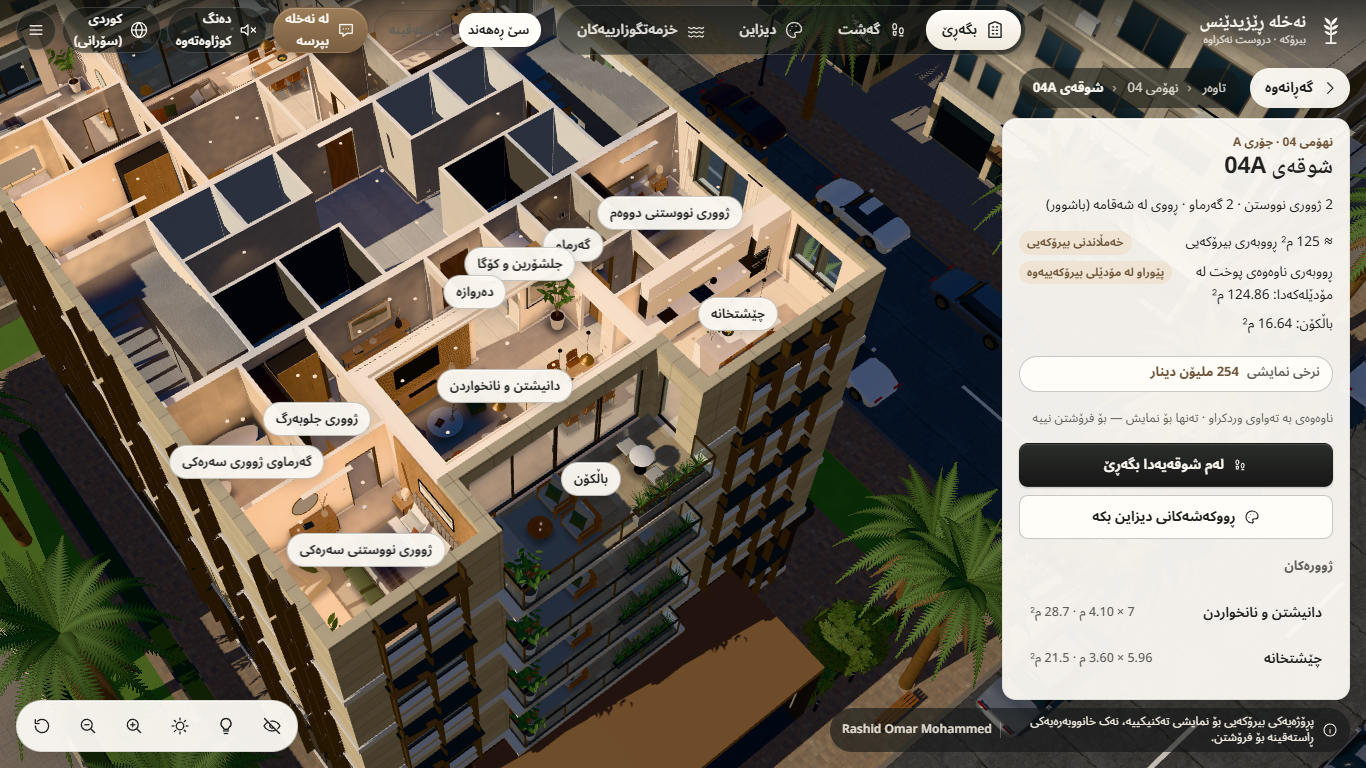 نەخلە ڕێزیدێنس
بیرۆکە · دروست نەکراوە
بگەڕێ
گەشت
دیزاین
خزمەتگوزارییەکان
سێ ڕەهەند
لە نەخلە بپرسە
دەنگ کوژاوەتەوە
کوردی (سۆرانی)
گەڕانەوە
تاوەر › نهۆمی 04 › شوقەی 04A
نهۆمی 04 · جۆری A
شوقەی 04A
2 ژووری نووستن · 2 گەرماو · ڕووی لە شەقامە (باشوور)
≈ 125 م² ڕووبەری بیرۆکەیی
خەمڵاندنی بیرۆکەیی
ڕووبەری ناوەوەی پوخت لە مۆدێلەکەدا: 124.86 م²
پێوراو لە مۆدێلی بیرۆکەییەوە
باڵکۆن: 16.64 م²
نرخی نمایشی 254 ملیۆن دینار
ناوەوەی بە تەواوی وردکراو · تەنها بۆ نمایش — بۆ فرۆشتن نییە
لەم شوقەیەدا بگەڕێ
ڕووکەشەکانی دیزاین بکە
ژوورەکان
دانیشتن و نانخواردن
7 × 4.10 م · 28.7 م²
چێشتخانە
5.96 × 3.60 م · 21.5 م²
ژووری نووستنی دووەم
گەرماو
جلشۆرین و کۆگا
دەروازە
چێشتخانە
دانیشتن و نانخواردن
ژووری جلوبەرگ
گەرماوی ژووری سەرەکی
باڵکۆن
ژووری نووستنی سەرەکی
پڕۆژەیەکی بیرۆکەیی بۆ نمایشی تەکنیکییە، نەک خانووبەرەیەکی ڕاستەقینە بۆ فرۆشتن.
Rashid Omar Mohammed